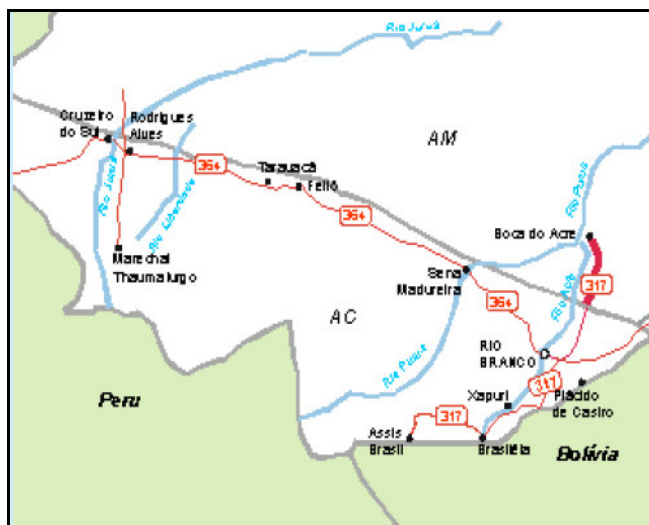 Rio Juruá
Cruzeiro
do Sul
Rodrigues
Alves
AM
364
Tarauacá
Feijó
Rio Juruá
Rio Liberdade
364
Rio Purus
Boca do Acre
Marechal
Thaumaturgo
Sena
Madureira
317
364
Rio Acre
AC
RIO
BRANCO
Rio Purus
317
Peru
Xapuri
Plácido
de Castro
317
Assis
Brasil
Brasiléia
Bolívia